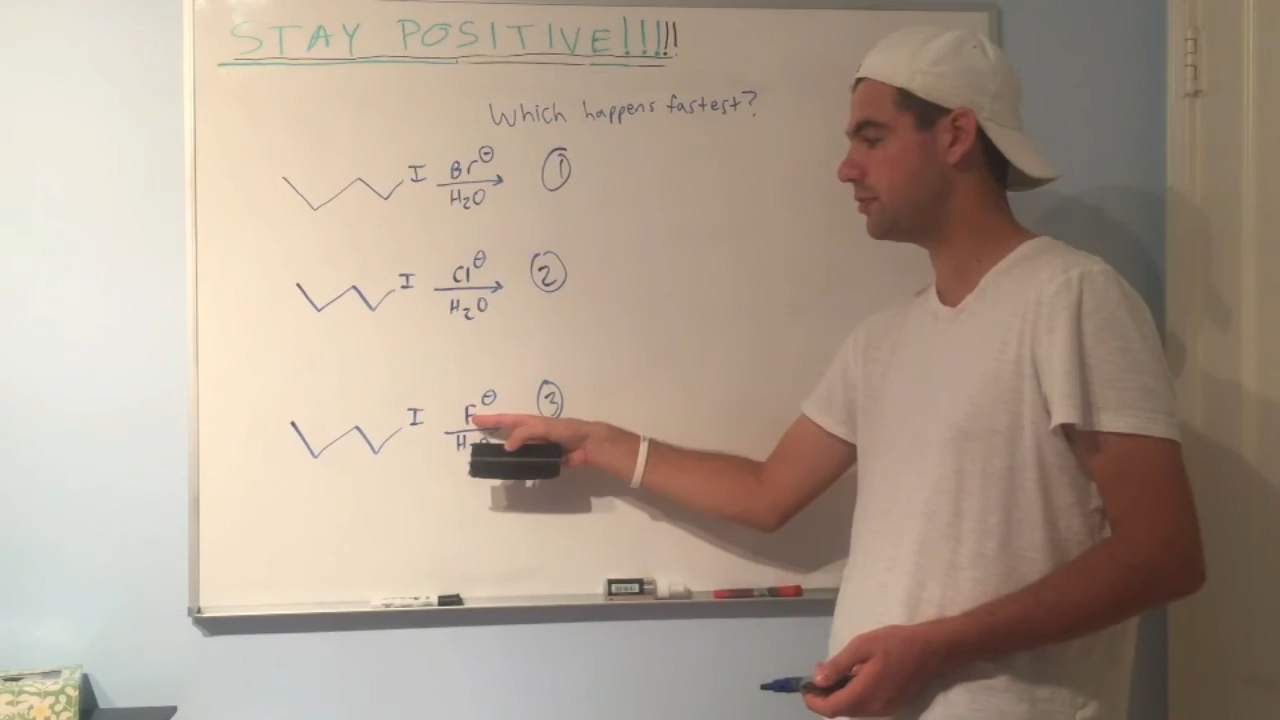 STAY POSITIVE!!!!!
Which happens fastest?
I Br⊖ ①
H₂O
I Cl⊖ ②
H₂O
I F⊖ ③